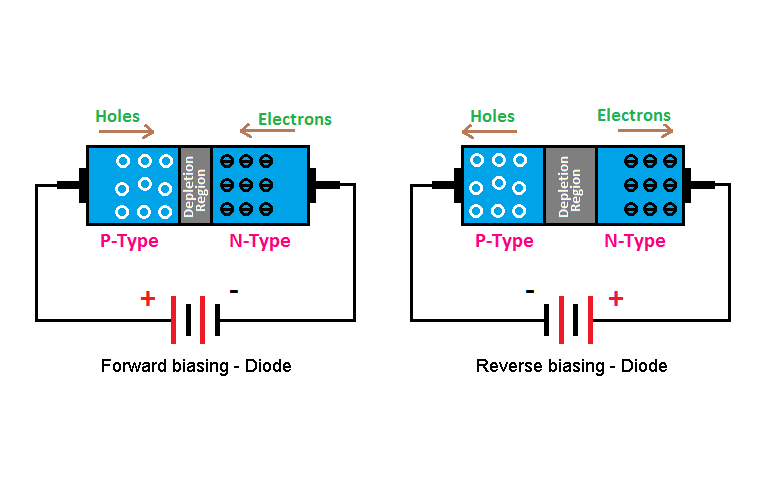 Holes
Electrons
Depletion
Region
P-Type
N-Type
+
-
Forward biasing - Diode
Holes
Electrons
Depletion
Region
P-Type
N-Type
-
+
Reverse biasing - Diode